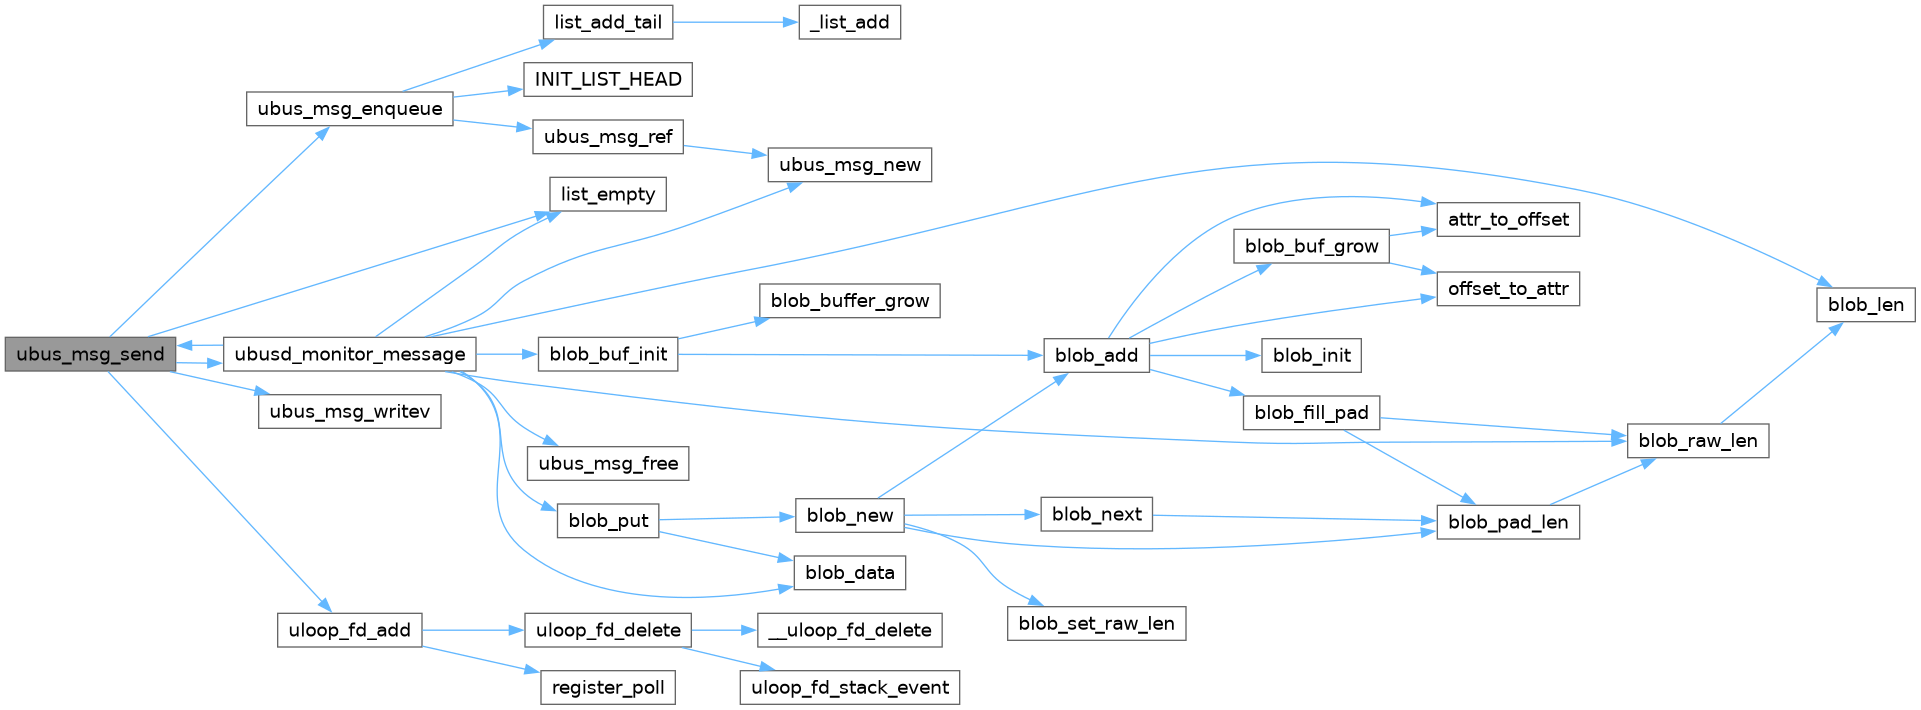 list_add_tail
_list_add
INIT_LIST_HEAD
ubus_msg_enqueue
ubus_msg_ref
ubus_msg_new
list_empty
attr_to_offset
blob_buf_grow
offset_to_attr
blob_buffer_grow
blob_len
ubus_msg_send
ubusd_monitor_message
blob_buf_init
blob_add
blob_init
ubus_msg_writev
blob_fill_pad
blob_raw_len
ubus_msg_free
blob_put
blob_new
blob_next
blob_pad_len
blob_data
blob_set_raw_len
uloop_fd_add
uloop_fd_delete
__uloop_fd_delete
register_poll
uloop_fd_stack_event